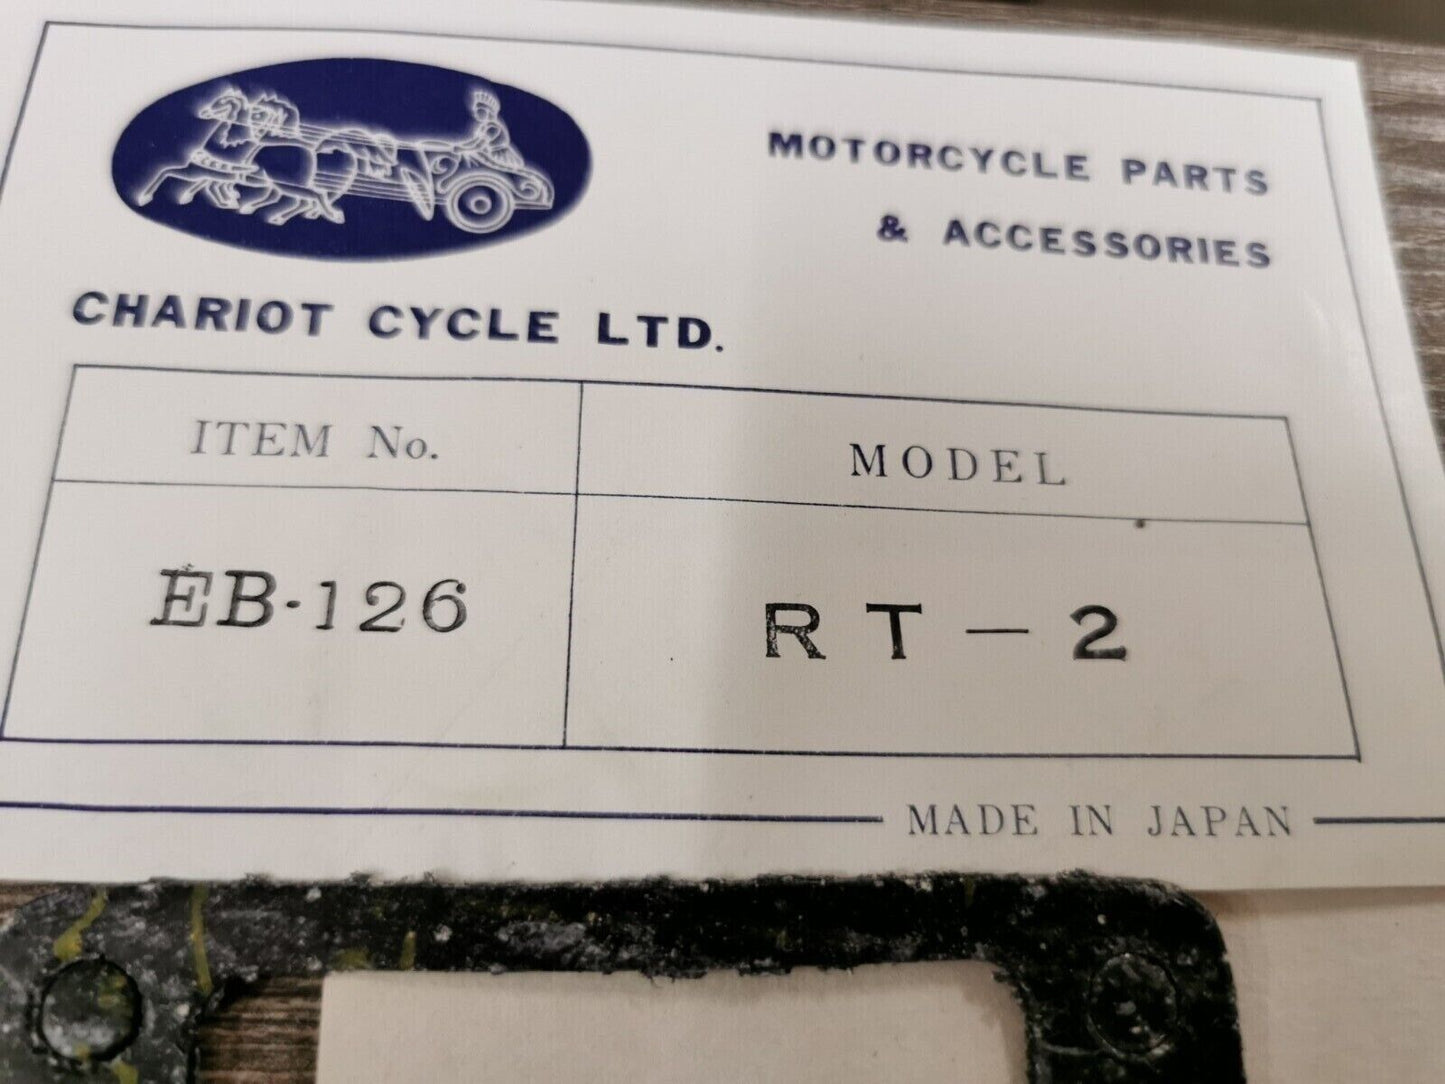 MOTORCYCLE PARTS
& ACCESSORIES
CHARIOT CYCLE LTD.
ITEM No. MODEL
EB-126 RT-2
MADE IN JAPAN